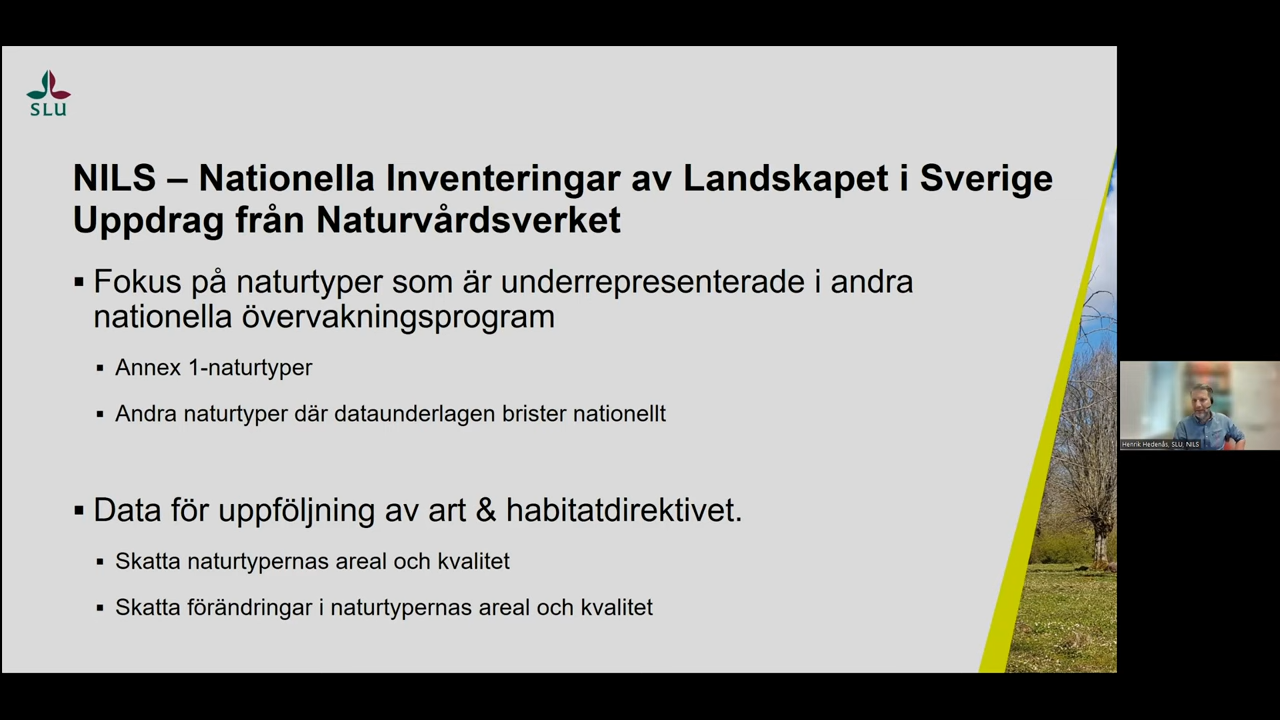 SLU
NILS – Nationella Inventeringar av Landskapet i Sverige
Uppdrag från Naturvårdsverket
▪ Fokus på naturtyper som är underrepresenterade i andra
nationella övervakningsprogram
▪ Annex 1-naturtyper
▪ Andra naturtyper där dataunderlagen brister nationellt
▪ Data för uppföljning av art & habitatdirektivet.
▪ Skatta naturtypernas areal och kvalitet
▪ Skatta förändringar i naturtypernas areal och kvalitet
Henrik Hedenås, SLU, NILS